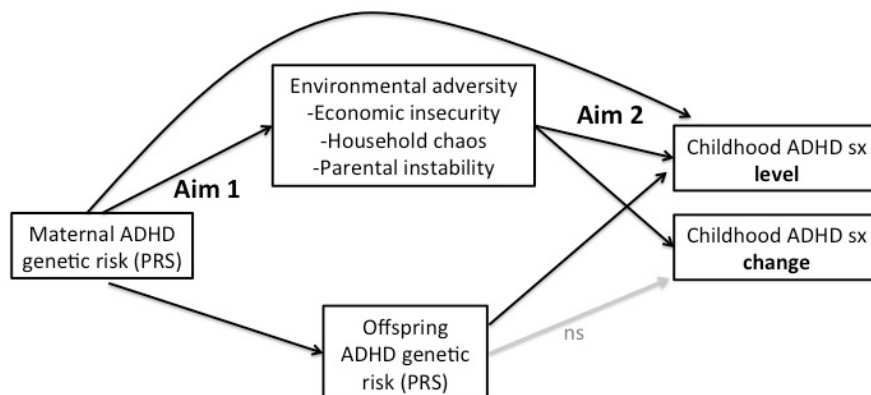 Environmental adversity
-Economic insecurity
-Household chaos
-Parental instability
Aim 2
Childhood ADHD sx
level
Aim 1
Maternal ADHD
genetic risk (PRS)
Childhood ADHD sx
change
Offspring
ADHD genetic
risk (PRS)
ns